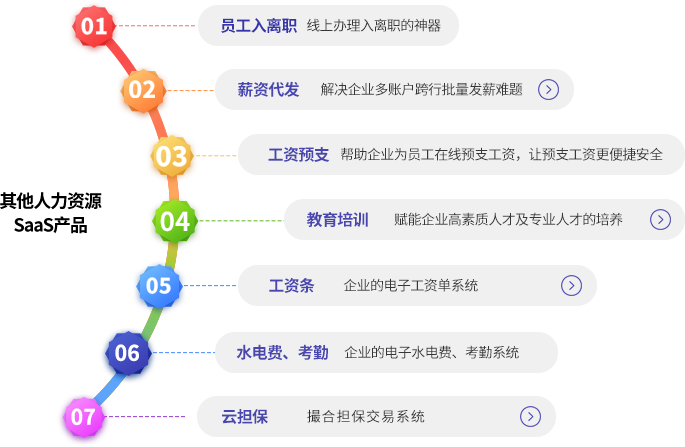 01
员工入离职 线上办理入离职的神器
02
薪资代发 解决企业多账户跨行批量发薪难题
03
工资预支 帮助企业为员工在线预支工资，让预支工资更便捷安全
其他人力资源
SaaS产品
04
教育培训 赋能企业高素质人才及专业人才的培养
05
工资条 企业的电子工资单系统
06
水电费、考勤 企业的电子水电费、考勤系统
07
云担保 撮合担保交易系统